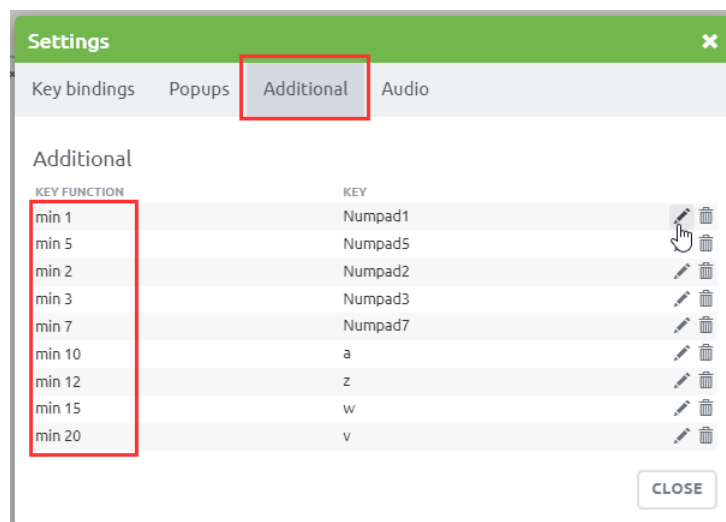 Settings
Key bindings Popups Additional Audio
Additional
KEY FUNCTION KEY
min 1 Numpad1
min 5 Numpad5
min 2 Numpad2
min 3 Numpad3
min 7 Numpad7
min 10 a
min 12 z
min 15 w
min 20 v
CLOSE